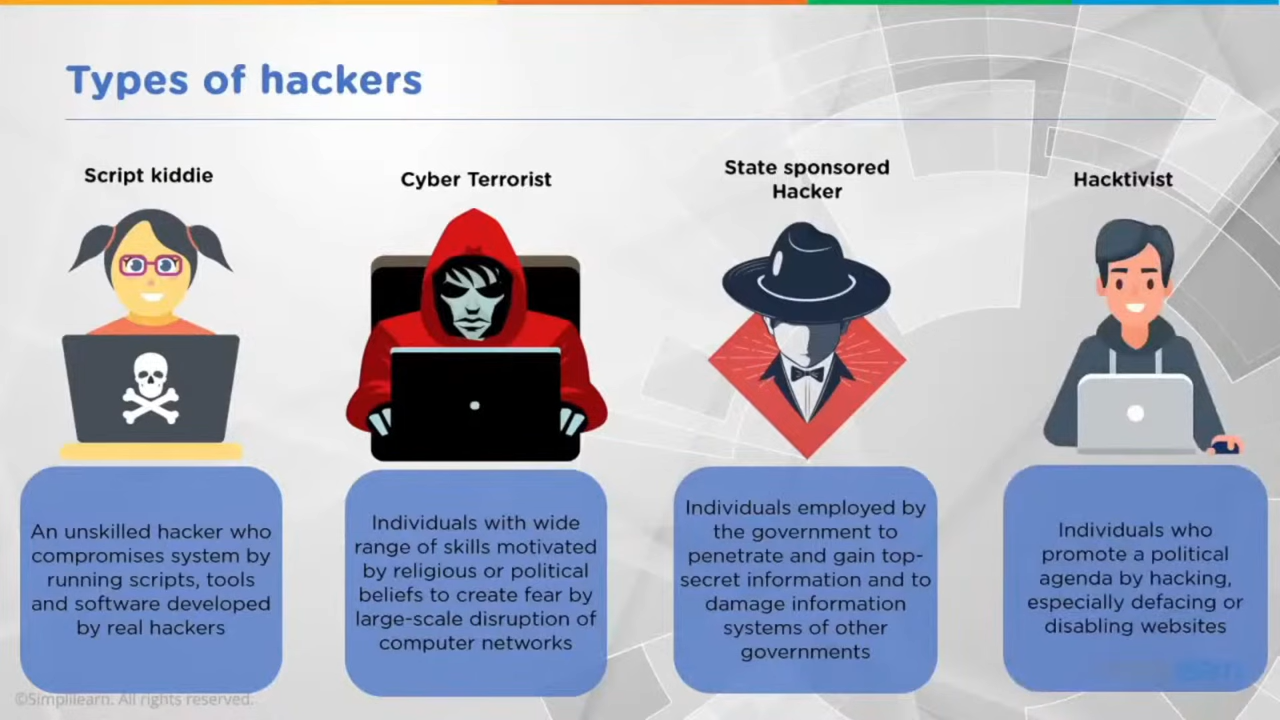 Types of hackers
Script kiddie
An unskilled hacker who
compromises system by
running scripts, tools
and software developed
by real hackers
Cyber Terrorist
Individuals with wide
range of skills motivated
by religious or political
beliefs to create fear by
large-scale disruption of
computer networks
State sponsored
Hacker
Individuals employed by
the government to
penetrate and gain top-
secret information and to
damage information
systems of other
governments
Hacktivist
Individuals who
promote a political
agenda by hacking,
especially defacing or
disabling websites
©Simplilearn. All rights reserved.